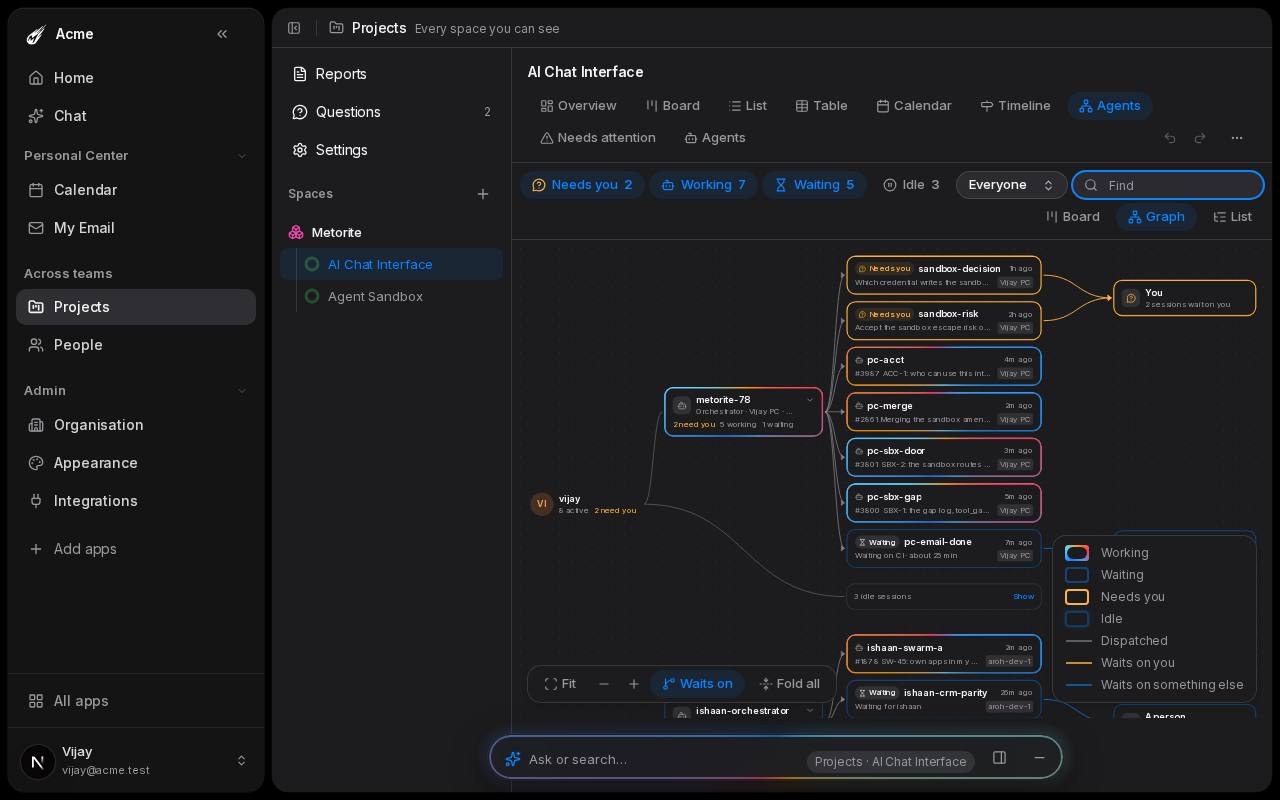 Acme
Home
Chat
Personal Center
Calendar
My Email
Across teams
Projects
People
Admin
Organisation
Appearance
Integrations
Add apps
All apps
Vijay
vijay@acme.test
Projects Every space you can see
Reports
Questions 2
Settings
Spaces
Metorite
AI Chat Interface
Agent Sandbox
AI Chat Interface
Overview Board List Table Calendar Timeline Agents
Needs attention Agents
Needs you 2 Working 7 Waiting 5 Idle 3 Everyone Find
Board Graph List
VI vijay
8 active 2 need you
metorite-78
Orchestrator · Vijay PC · ...
2 need you 5 working 1 waiting
Needs you sandbox-decision 1h ago
Which credential writes the sandb... Vijay PC
Needs you sandbox-risk 2h ago
Accept the sandbox escape risk o... Vijay PC
pc-acct 4m ago
#3987 ACC-1: who can use this int... Vijay PC
pc-merge 2m ago
#2861 Merging the sandbox amen... Vijay PC
pc-sbx-door 3m ago
#3801 SBX-2: the sandbox routes ... Vijay PC
pc-sbx-gap 5m ago
#3800 SBX-1: the gap log, tool_ga... Vijay PC
Waiting pc-email-done 7m ago
Waiting on CI · about 25 min Vijay PC
3 idle sessions Show
You
2 sessions wait on you
ishaan-swarm-a 2m ago
#1878 SW-45: own apps in my ... aroh-dev-1
Waiting ishaan-crm-parity 26m ago
Waiting for ishaan aroh-dev-1
ishaan-orchestrator
A person
Working
Waiting
Needs you
Idle
Dispatched
Waits on you
Waits on something else
Fit Waits on Fold all
Ask or search... Projects · AI Chat Interface